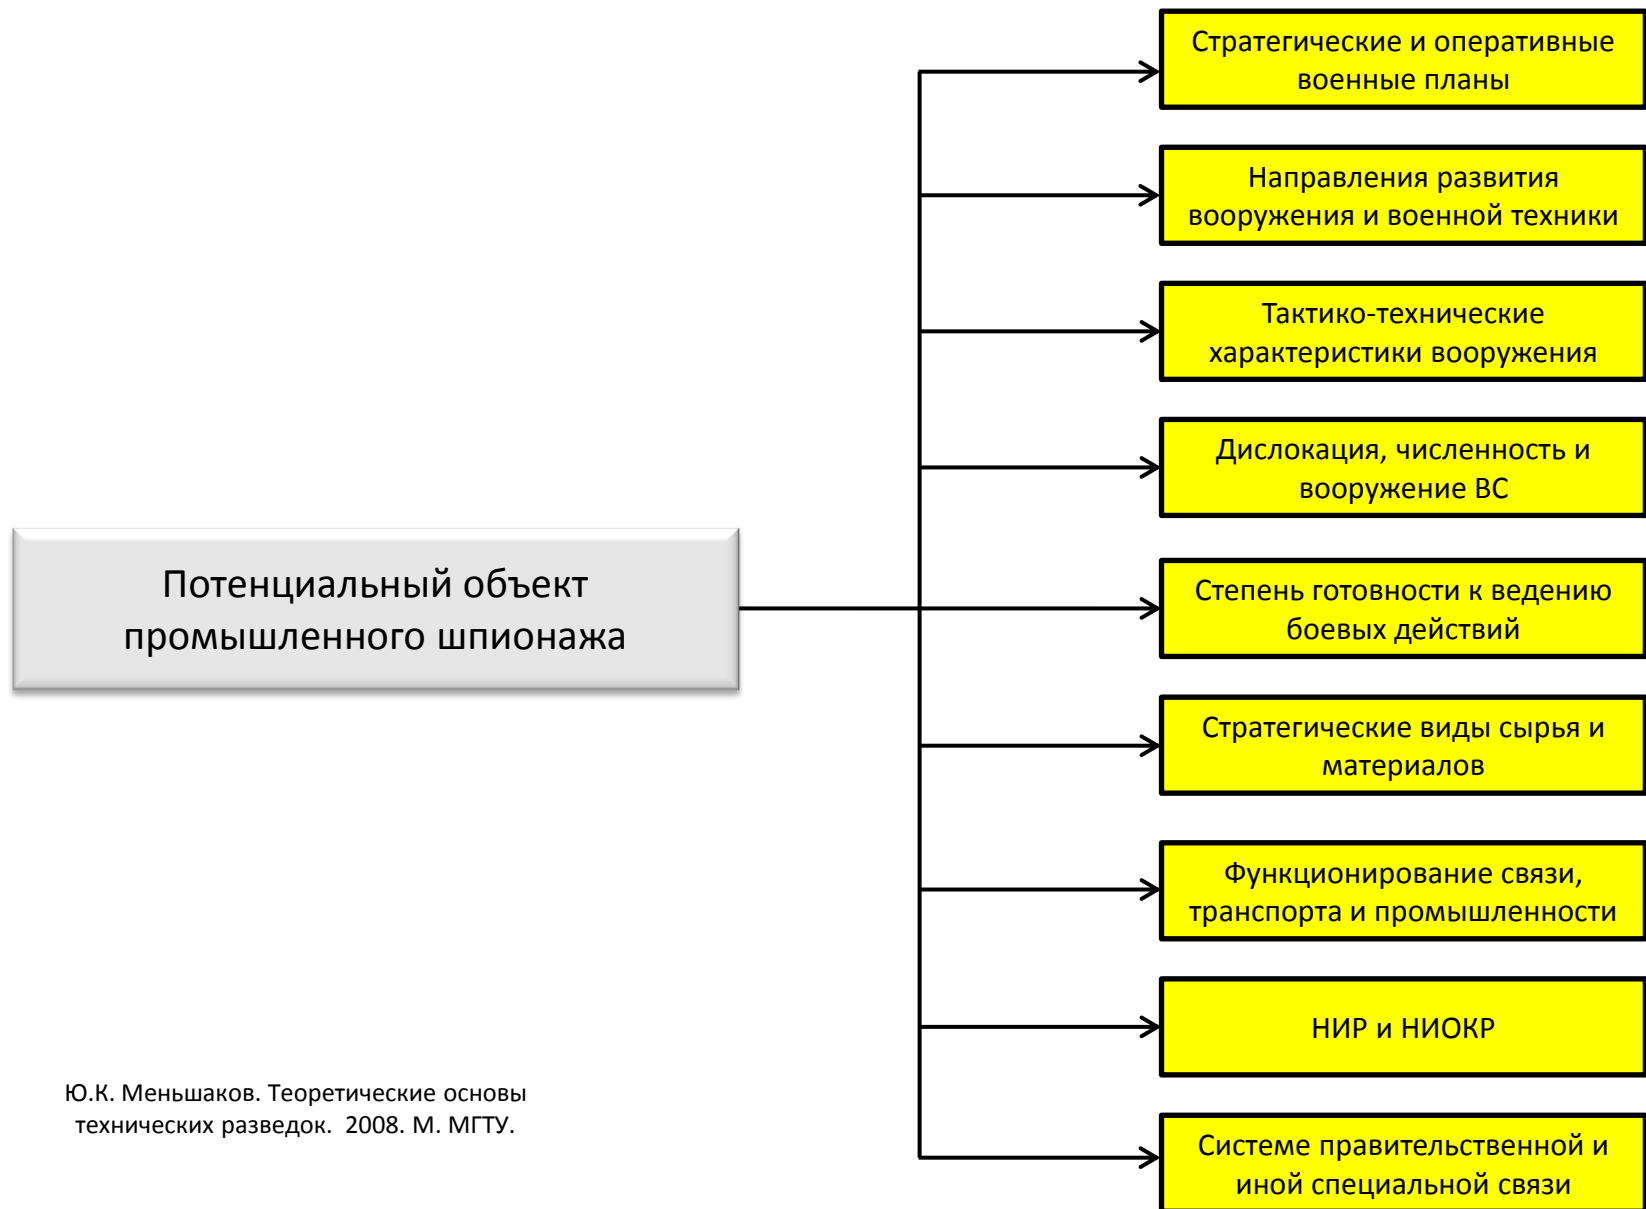 Стратегические и оперативные
военные планы
Направления развития
вооружения и военной техники
Тактико-технические
характеристики вооружения
Дислокация, численность и
вооружение ВС
Потенциальный объект
промышленного шпионажа
Степень готовности к ведению
боевых действий
Стратегические виды сырья и
материалов
Функционирование связи,
транспорта и промышленности
НИР и НИОКР
Ю.К. Меньшаков. Теоретические основы
технических разведок. 2008. М. МГТУ.
Системе правительственной и
иной специальной связи